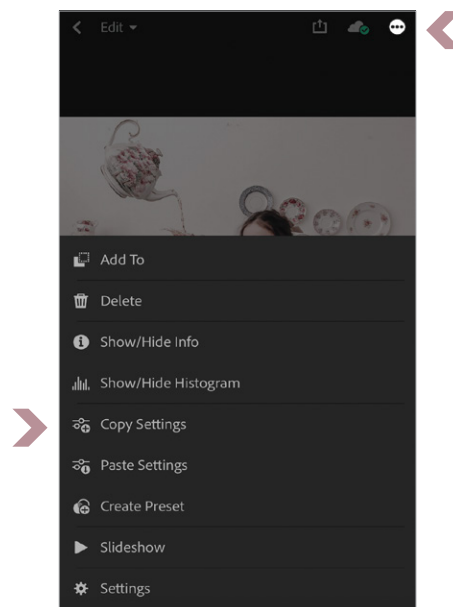 Edit
Add To
Delete
Show/Hide Info
Show/Hide Histogram
Copy Settings
Paste Settings
Create Preset
Slideshow
Settings